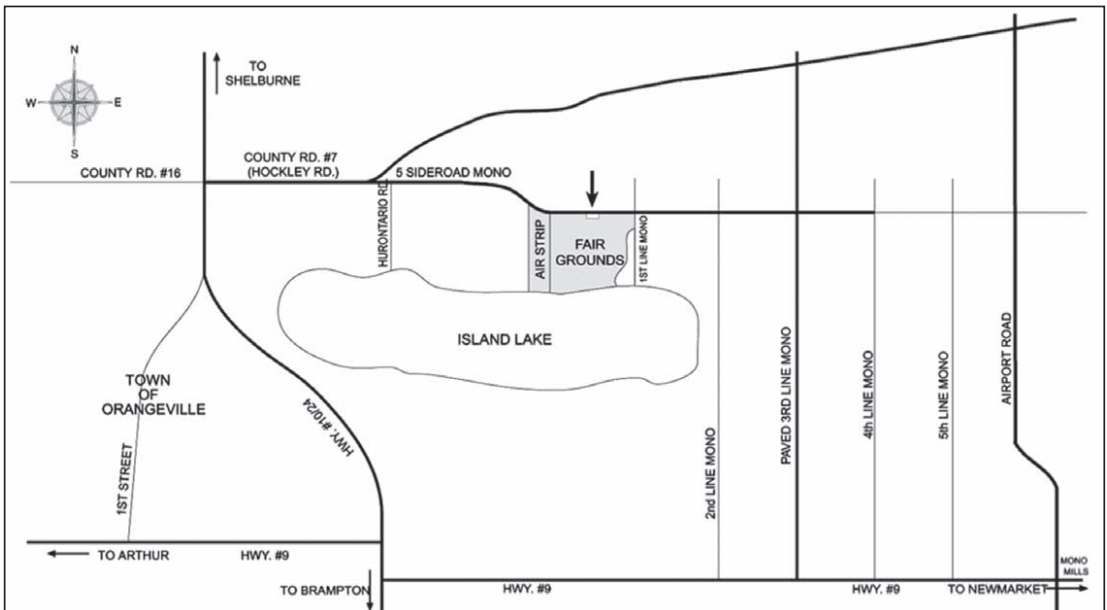 N
W
E
S
TO
SHELBURNE
COUNTY RD. #16
COUNTY RD. #7
(HOCKLEY RD.)
5 SIDEROAD MONO
HURONTARIO RD.
AIR STRIP
FAIR
GROUNDS
1ST LINE MONO
ISLAND LAKE
TOWN
OF
ORANGEVILLE
1ST STREET
HWY. #10/24
2nd LINE MONO
PAVED 3RD LINE MONO
4th LINE MONO
5th LINE MONO
AIRPORT ROAD
TO ARTHUR
HWY. #9
TO BRAMPTON
HWY. #9
HWY. #9
TO NEWMARKET
MONO
MILLS